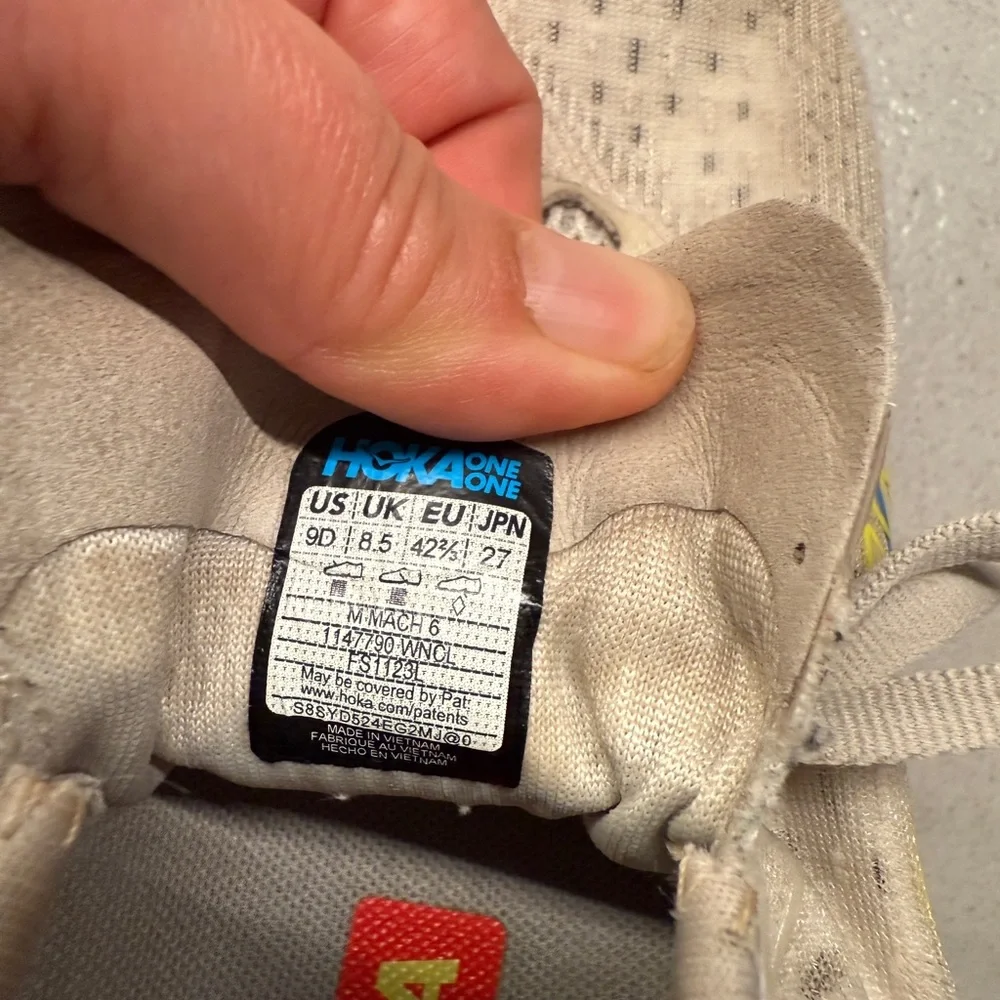 HOKA ONE ONE
US UK EU JPN
9D 8.5 42⅔ 27
M MACH 6
1147790 WNCL
FS1123L
May be covered by Pat:
www.hoka.com/patents
S8SYD524EG2MJ@0
MADE IN VIETNAM
FABRIQUE AU VIETNAM
HECHO EN VIETNAM
A